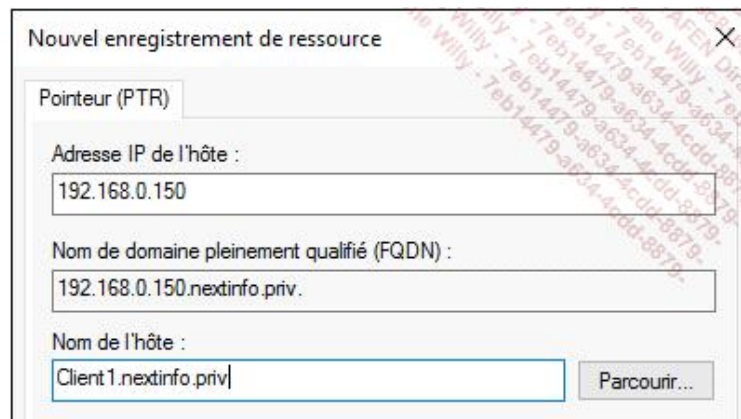 Nouvel enregistrement de ressource
Pointeur (PTR)
Adresse IP de l'hôte :
192.168.0.150
Nom de domaine pleinement qualifié (FQDN) :
192.168.0.150.nextinfo.priv.
Nom de l'hôte :
Client1.nextinfo.priv
Parcourir...